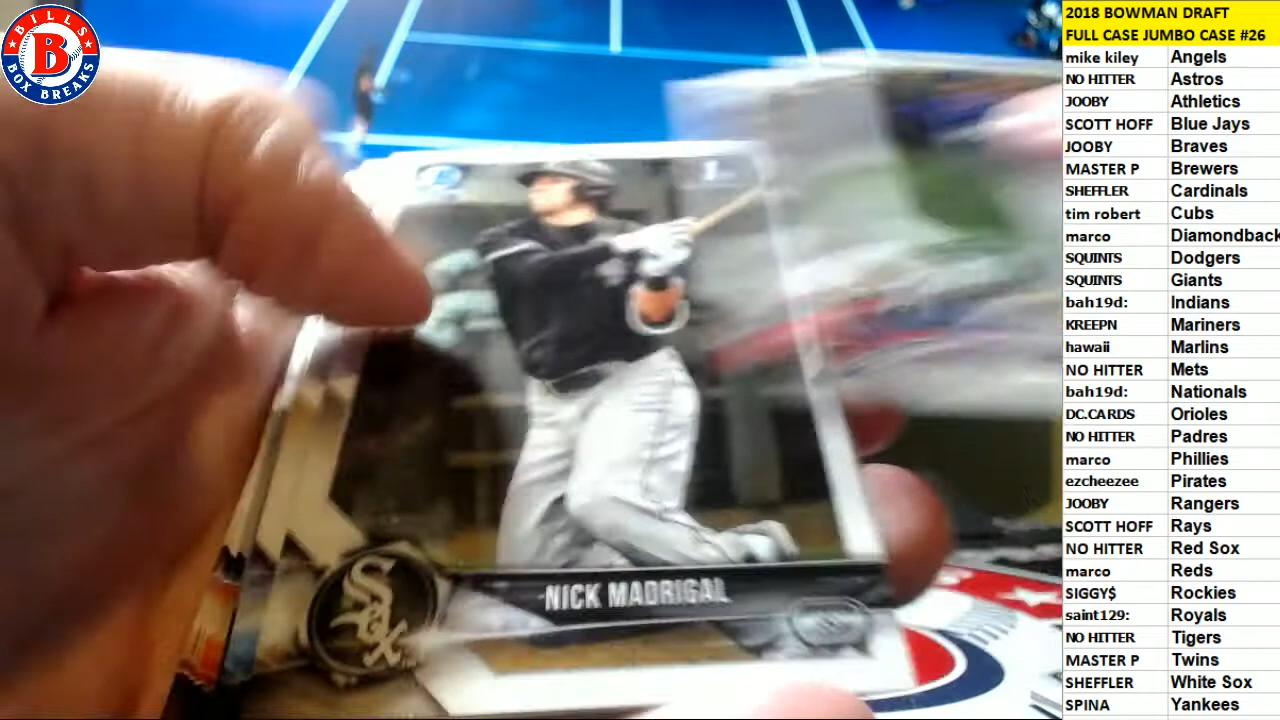 BILLS
B
BOX BREAKS
NICK MADRIGAL
Sox
2018 BOWMAN DRAFT
FULL CASE JUMBO CASE #26
mike kiley Angels
NO HITTER Astros
JOOBY Athletics
SCOTT HOFF Blue Jays
JOOBY Braves
MASTER P Brewers
SHEFFLER Cardinals
tim robert Cubs
marco Diamondback
SQUINTS Dodgers
SQUINTS Giants
bah19d: Indians
KREEPN Mariners
hawaii Marlins
NO HITTER Mets
bah19d: Nationals
DC.CARDS Orioles
NO HITTER Padres
marco Phillies
ezcheezee Pirates
JOOBY Rangers
SCOTT HOFF Rays
NO HITTER Red Sox
marco Reds
SIGGY$ Rockies
saint129: Royals
NO HITTER Tigers
MASTER P Twins
SHEFFLER White Sox
SPINA Yankees